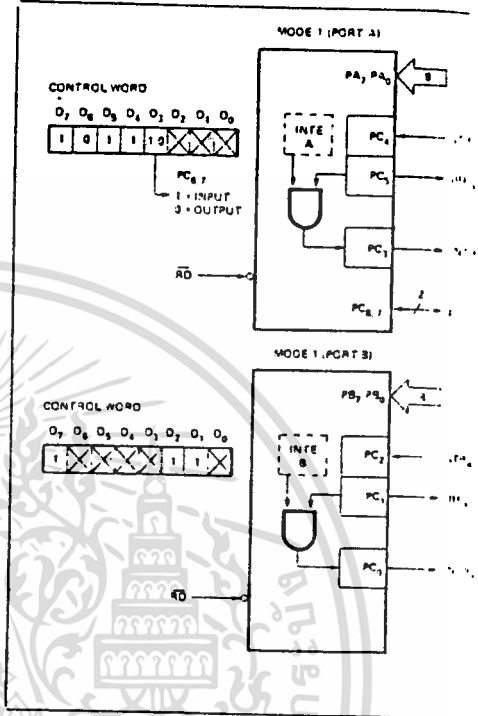 MODE 1 (PORT A)
CONTROL WORD
D7 D6 D5 D4 D3 D2 D1 D0
1 0 1 1 1 0 X X X
PC6,7
1 = INPUT
0 = OUTPUT
PA7 PA0
8
INTE A
PC4
PC5
PC3
RD
PC6,7
2
MODE 1 (PORT B)
CONTROL WORD
D7 D6 D5 D4 D3 D2 D1 D0
1 X X X X 1 1 X
PB7 PB0
INTE B
PC2
PC1
PC0
RD